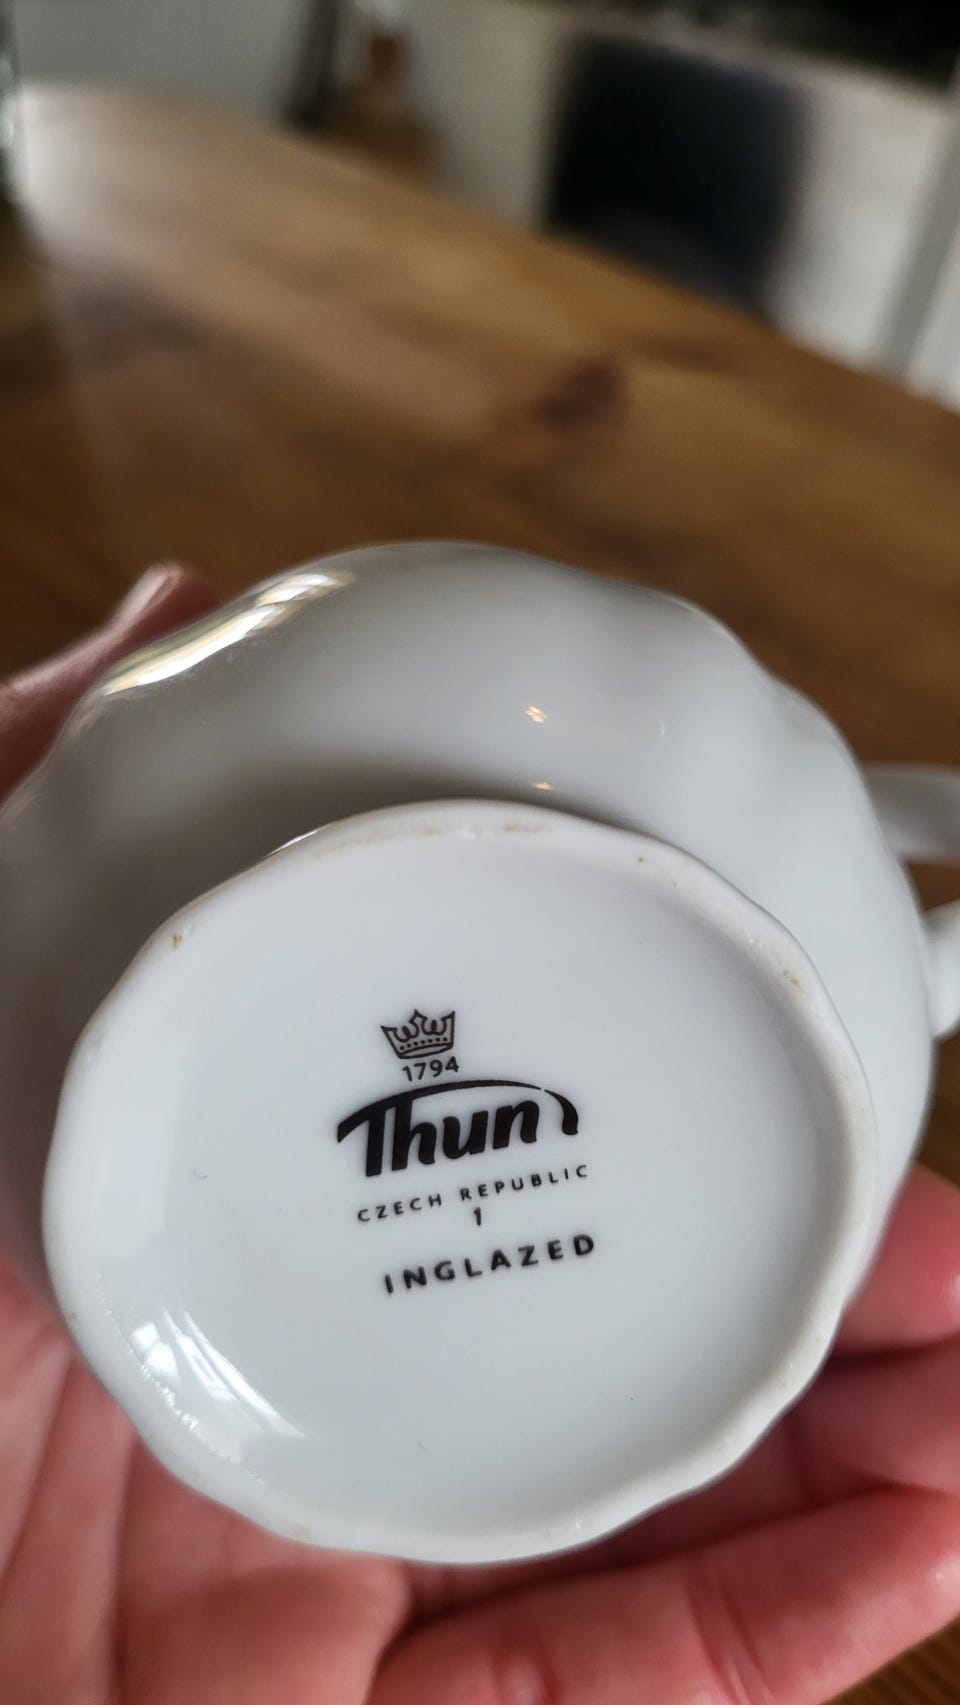 1794
Thun
CZECH REPUBLIC
1
INGLAZED